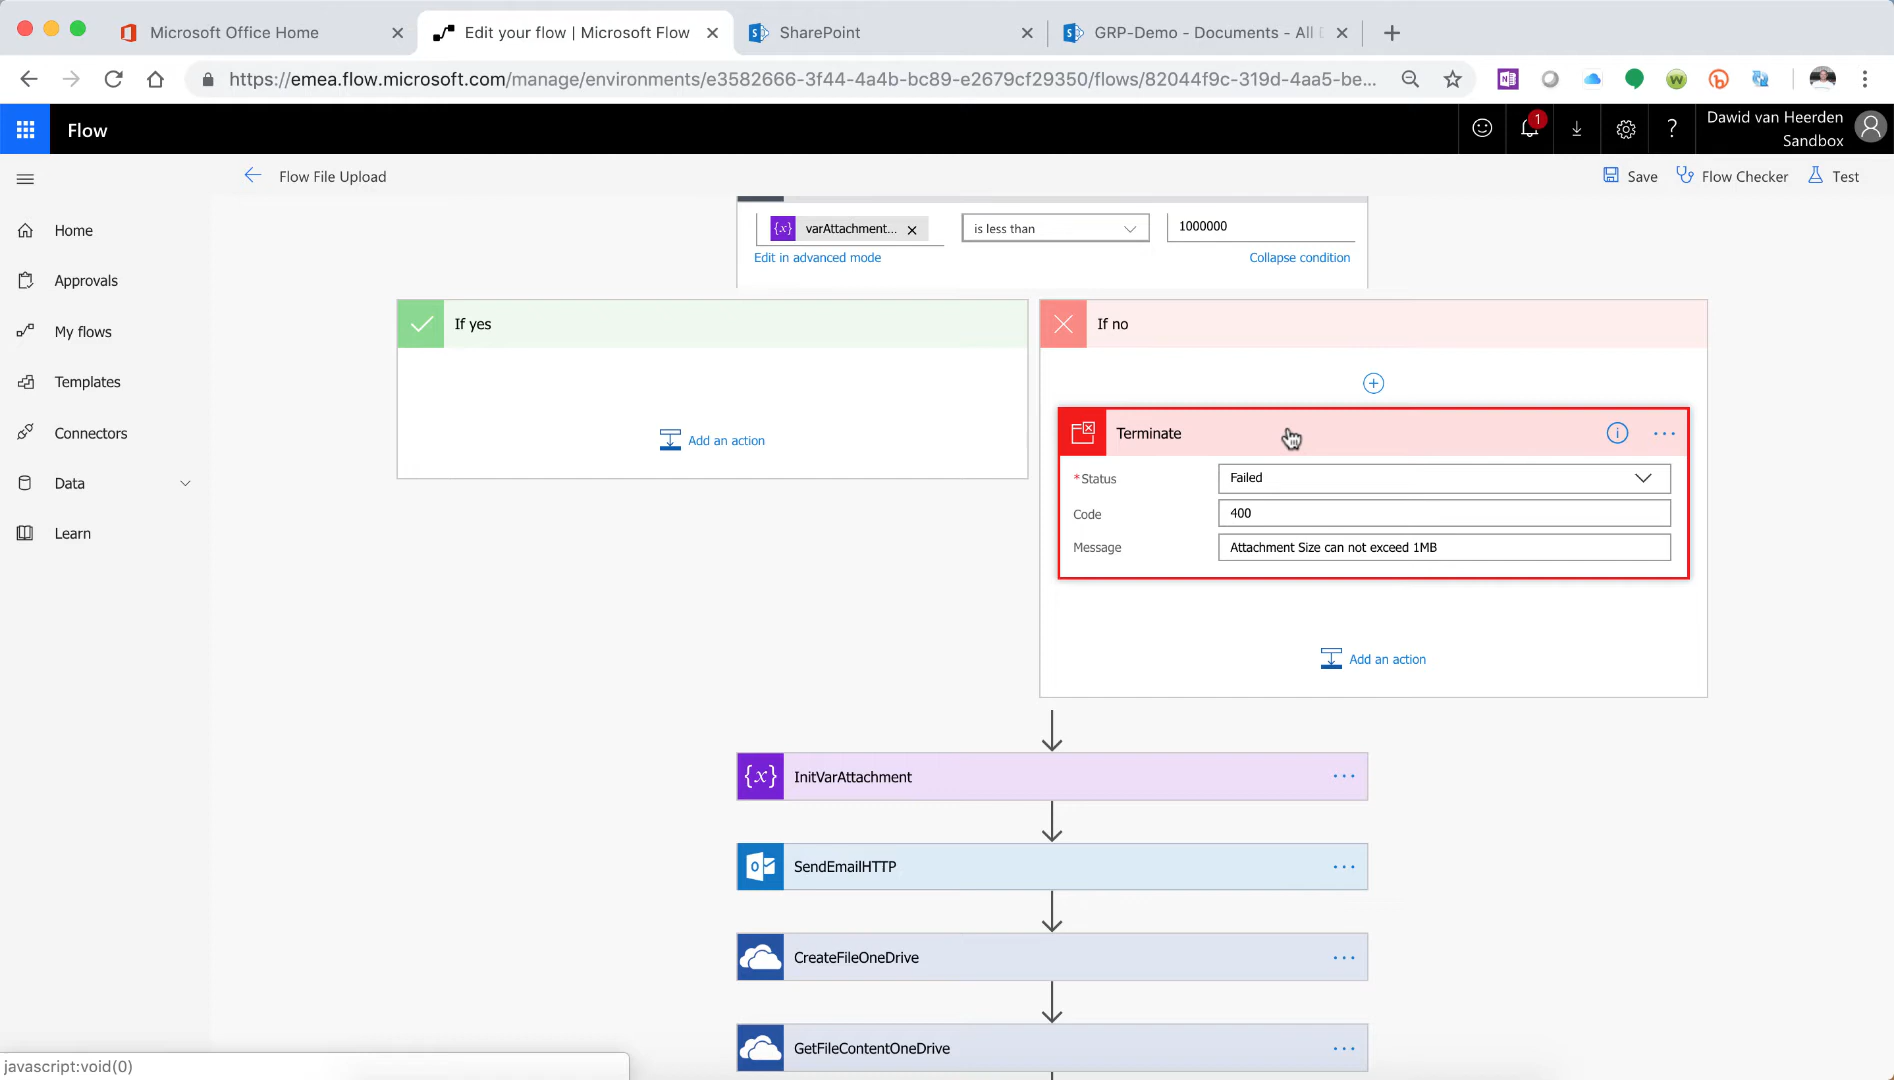 Microsoft Office Home
Edit your flow | Microsoft Flow
SharePoint
GRP-Demo - Documents - All
https://emea.flow.microsoft.com/manage/environments/e3582666-3f44-4a4b-bc89-e2679cf29350/flows/82044f9c-319d-4aa5-be...
Flow
1
?
Dawid van Heerden
Sandbox
Flow File Upload
Save
Flow Checker
Test
Home
Approvals
My flows
Templates
Connectors
Data
Learn
{x} varAttachment...
is less than
1000000
Edit in advanced mode
Collapse condition
If yes
Add an action
If no
Terminate
*Status
Failed
Code
400
Message
Attachment Size can not exceed 1MB
Add an action
{x} InitVarAttachment
SendEmailHTTP
CreateFileOneDrive
GetFileContentOneDrive
javascript:void(0)